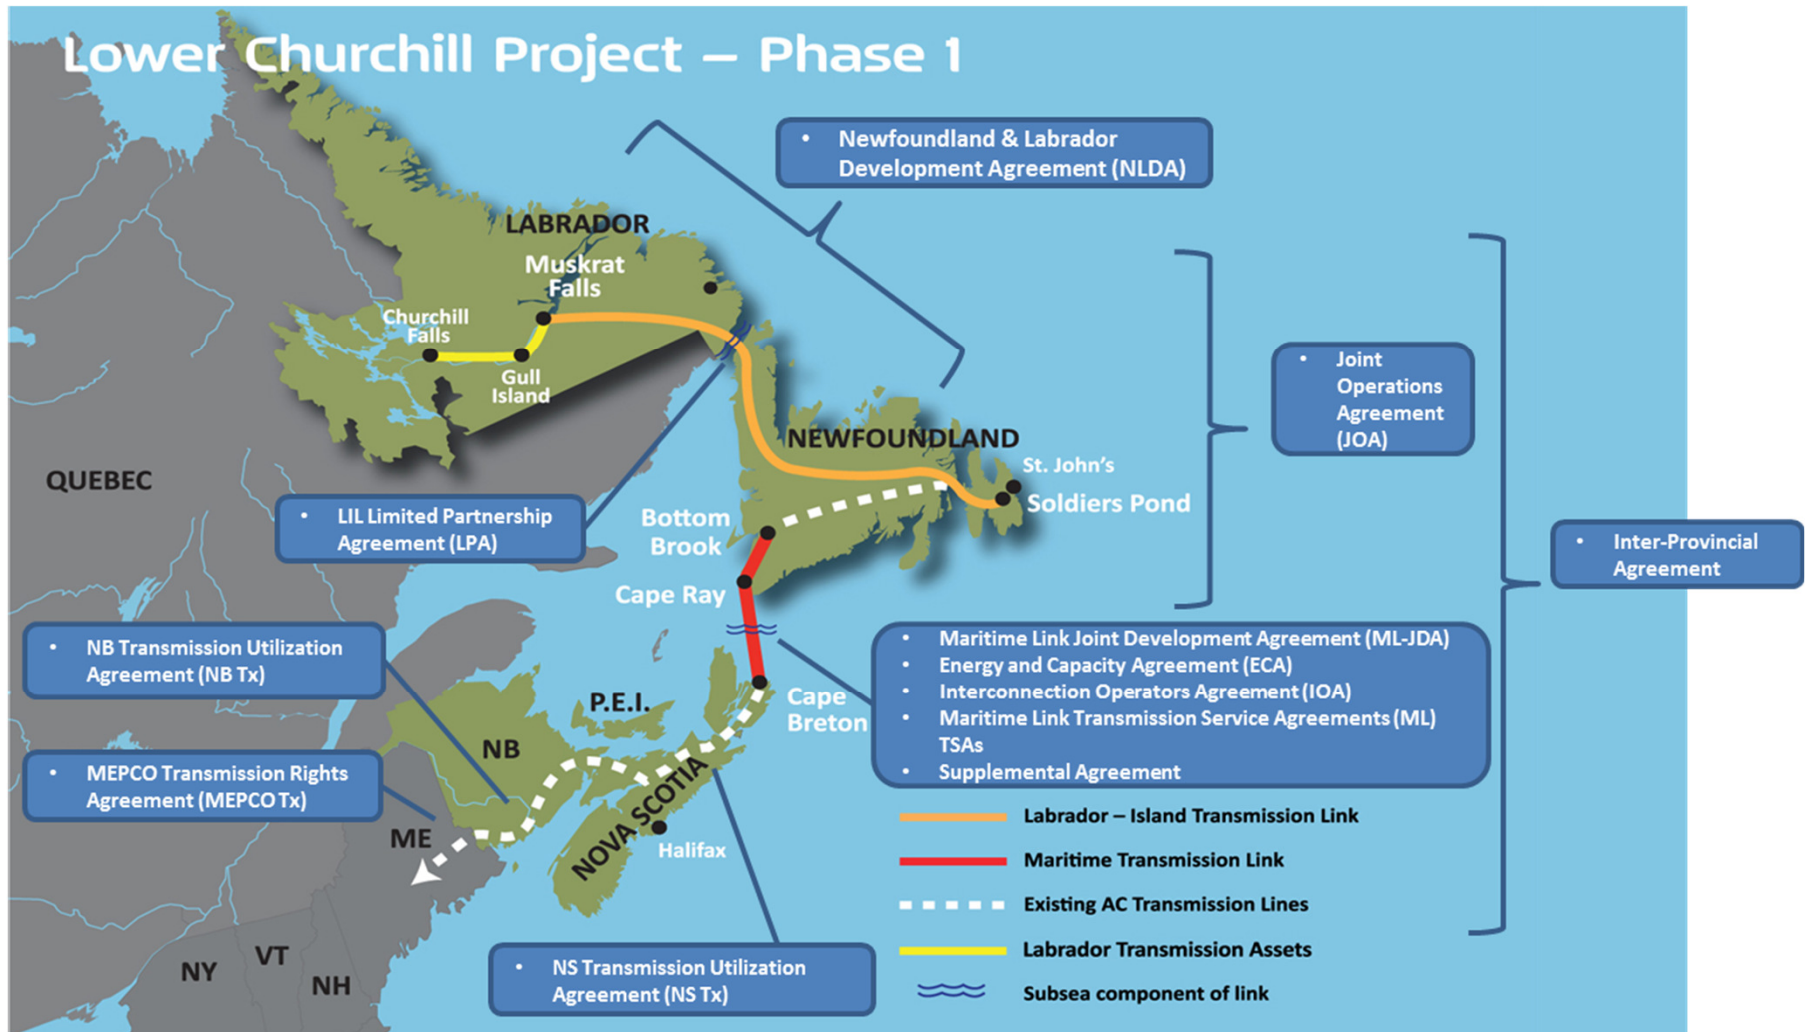 Lower Churchill Project – Phase 1
• Newfoundland & Labrador
Development Agreement (NLDA)
LABRADOR
Muskrat
Falls
Churchill
Falls
Gull
Island
• Joint
Operations
Agreement
(JOA)
NEWFOUNDLAND
St. John's
Soldiers Pond
QUEBEC
• LIL Limited Partnership
Agreement (LPA)
Bottom
Brook
• Inter-Provincial
Agreement
Cape Ray
• NB Transmission Utilization
Agreement (NB Tx)
• Maritime Link Joint Development Agreement (ML-JDA)
• Energy and Capacity Agreement (ECA)
• Interconnection Operators Agreement (IOA)
• Maritime Link Transmission Service Agreements (ML)
TSAs
• Supplemental Agreement
P.E.I.
Cape
Breton
NB
• MEPCO Transmission Rights
Agreement (MEPCO Tx)
ME
NOVA SCOTIA
Halifax
Labrador – Island Transmission Link
Maritime Transmission Link
Existing AC Transmission Lines
Labrador Transmission Assets
Subsea component of link
NY
VT
NH
• NS Transmission Utilization
Agreement (NS Tx)